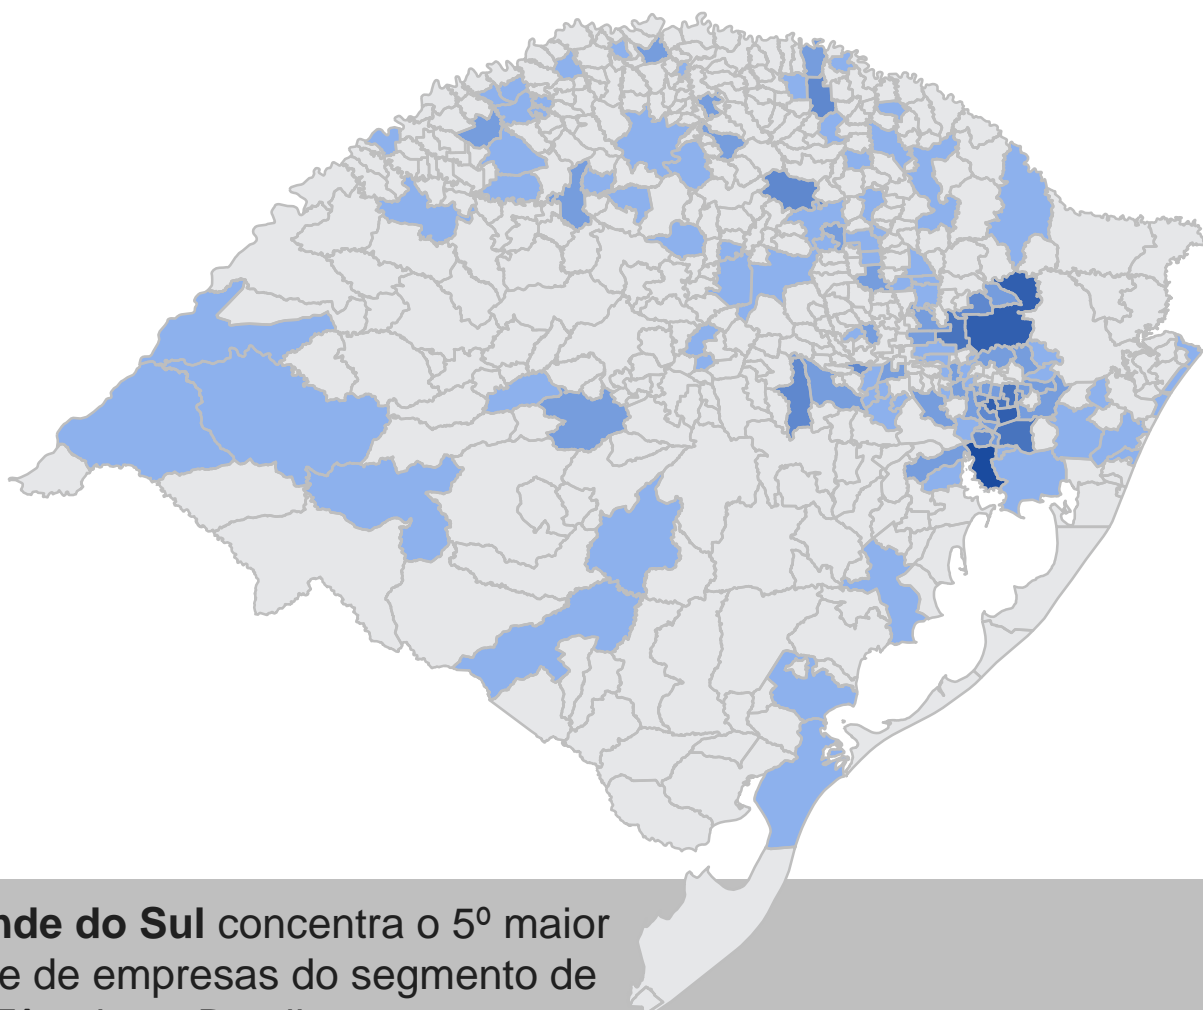 nde do Sul concentra o 5º maior
e de empresas do segmento de